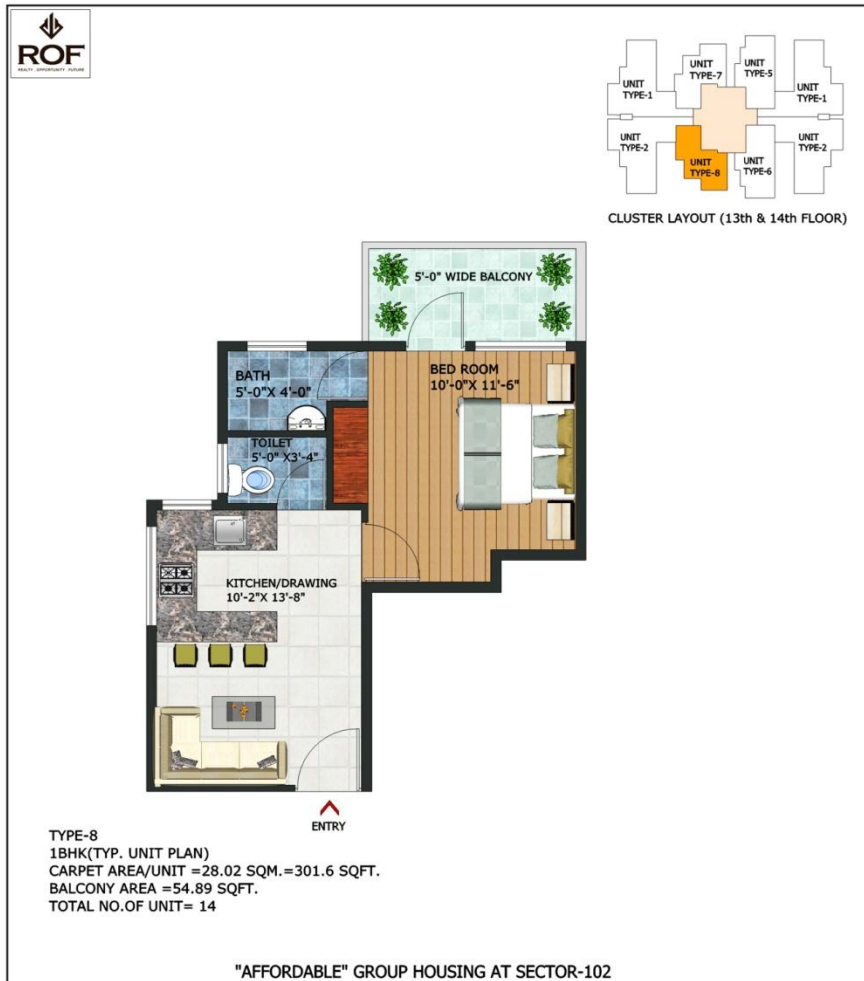 ROF
REALTY . OPPORTUNITY . FUTURE
UNIT
TYPE-1
UNIT
TYPE-7
UNIT
TYPE-5
UNIT
TYPE-1
UNIT
TYPE-2
UNIT
TYPE-8
UNIT
TYPE-6
UNIT
TYPE-2
CLUSTER LAYOUT (13th & 14th FLOOR)
5'-0" WIDE BALCONY
BATH
5'-0"X 4'-0"
BED ROOM
10'-0"X 11'-6"
TOILET
5'-0" X3'-4"
KITCHEN/DRAWING
10'-2"X 13'-8"
ENTRY
TYPE-8
1BHK(TYP. UNIT PLAN)
CARPET AREA/UNIT =28.02 SQM.=301.6 SQFT.
BALCONY AREA =54.89 SQFT.
TOTAL NO.OF UNIT= 14
"AFFORDABLE" GROUP HOUSING AT SECTOR-102